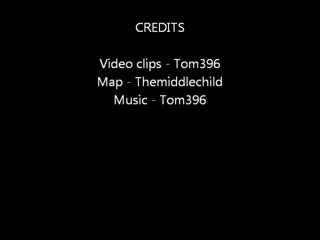 CREDITS
Video clips - Tom396
Map - Themiddlechild
Music - Tom396